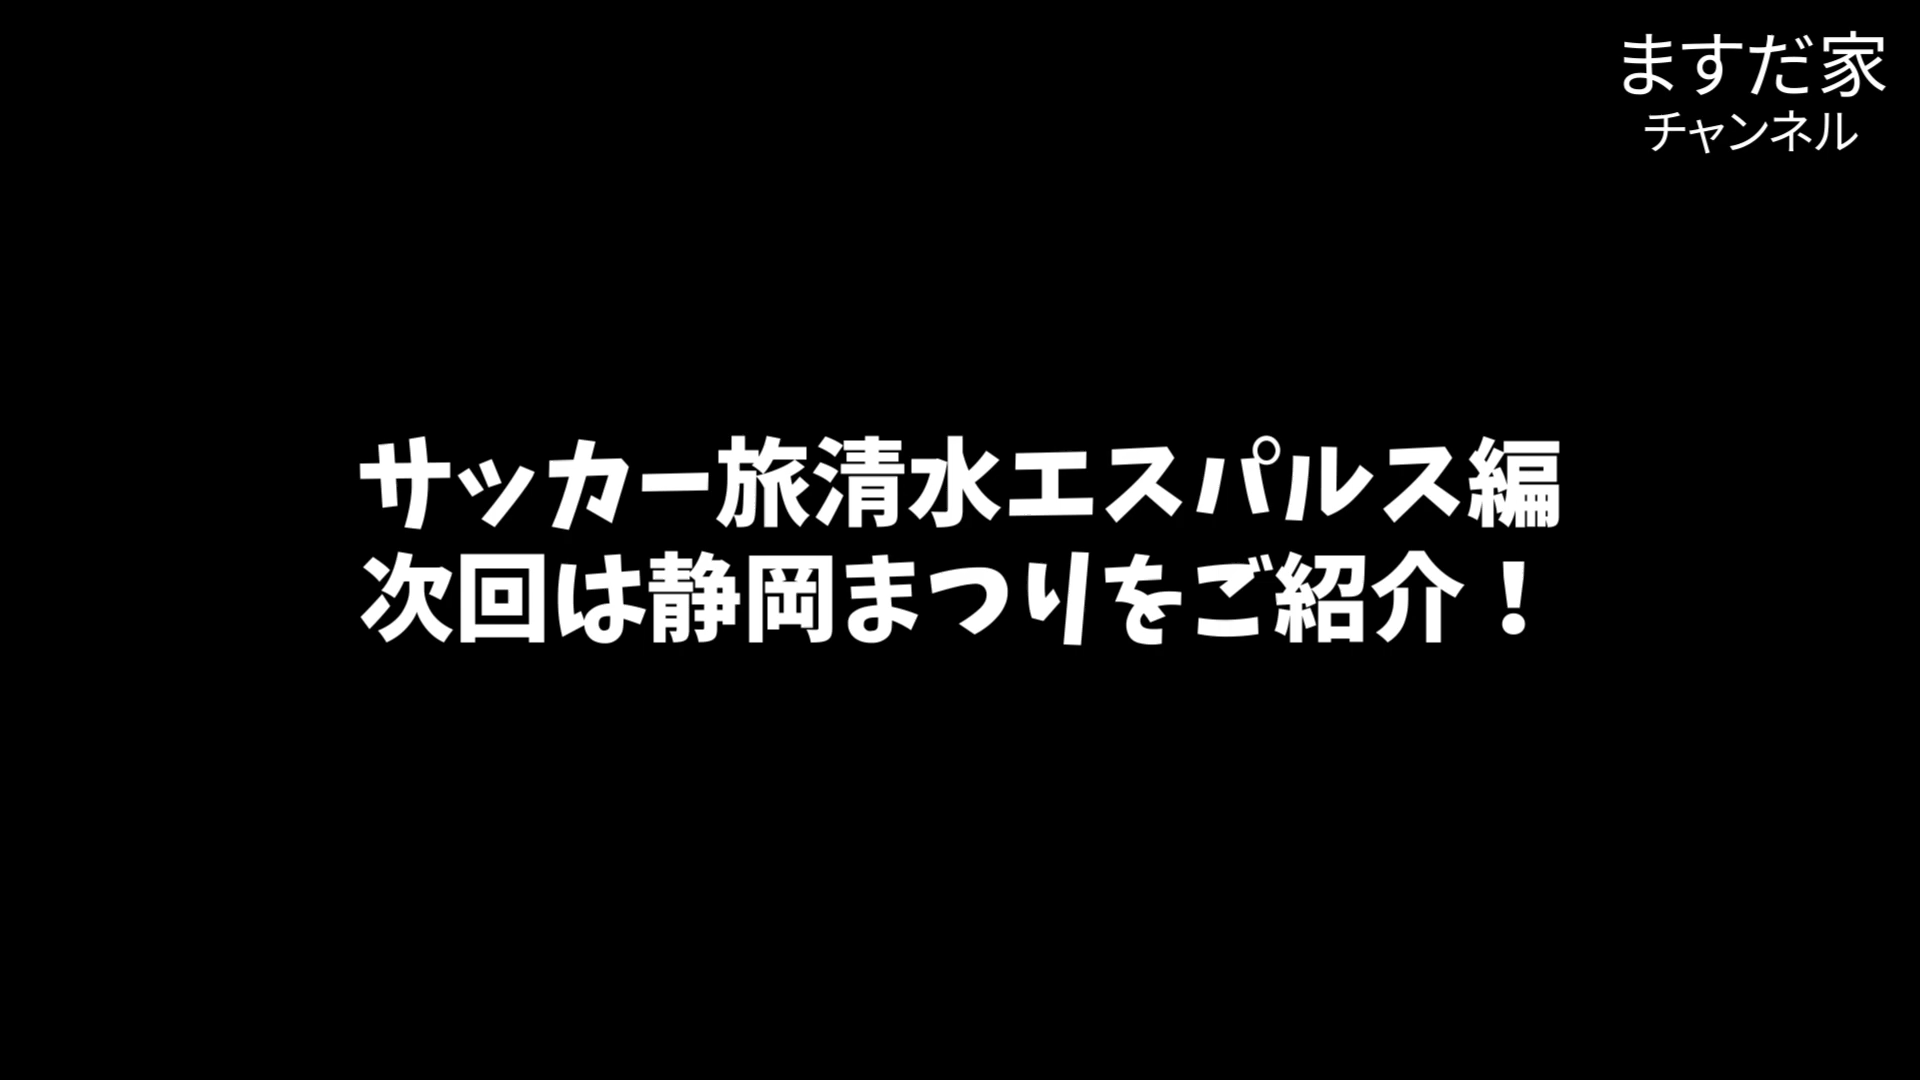 ますだ家
チャンネル
サッカー旅清水エスパルス編
次回は静岡まつりをご紹介！